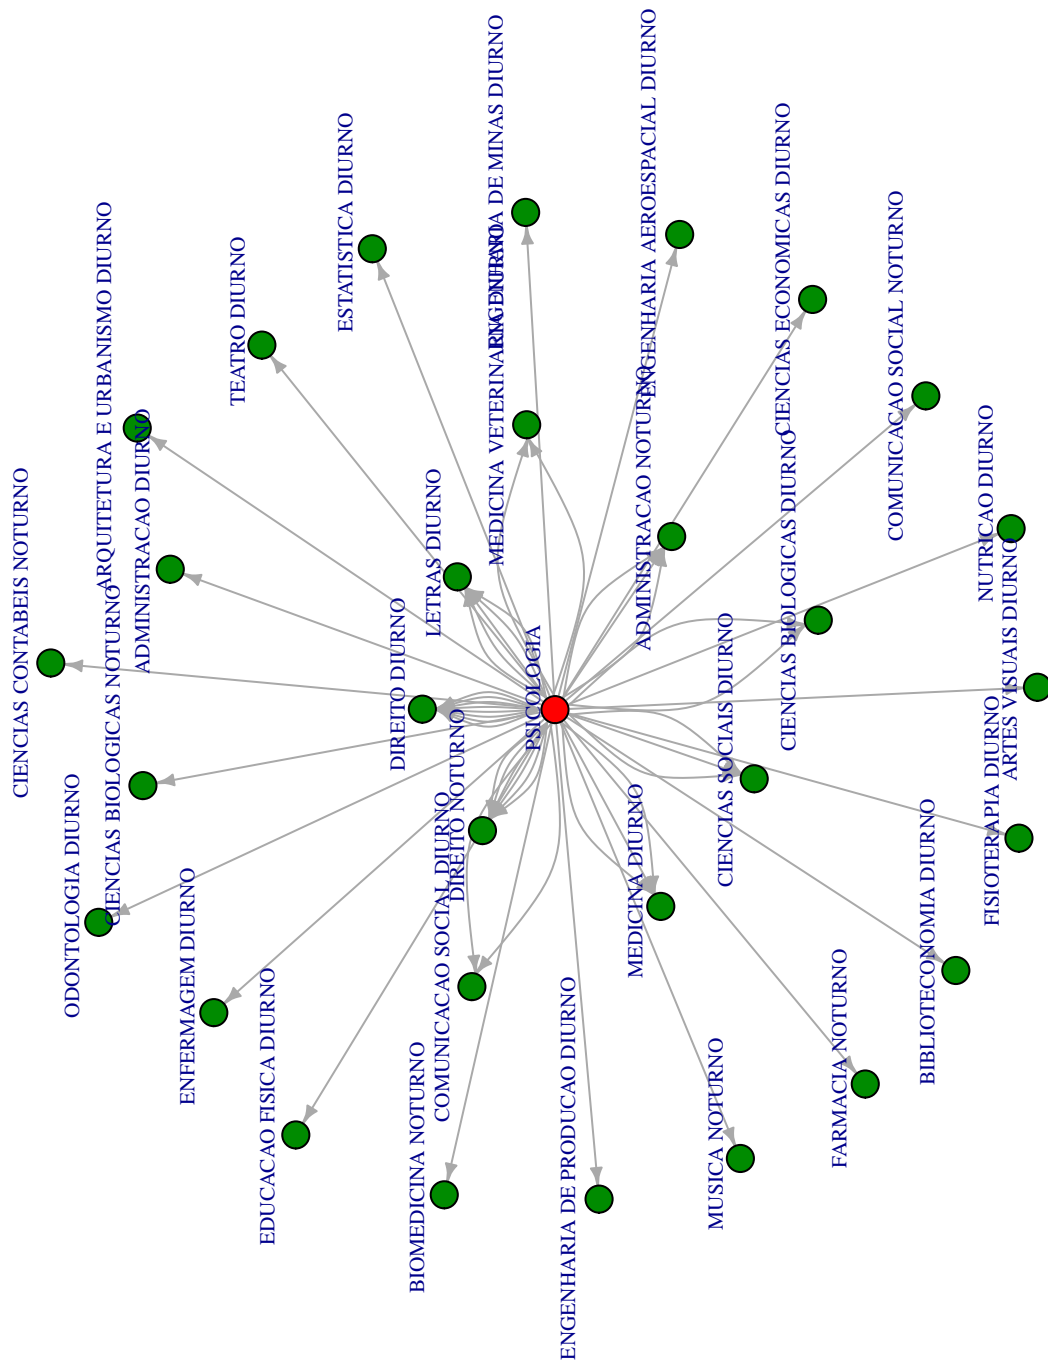 ENGENHARIA DE MINAS DIURNO
ENGENHARIA AEROESPACIAL DIURNO
ESTATISTICA DIURNO
CIENCIAS ECONOMICAS DIURNO
COMUNICACAO SOCIAL NOTURNO
ARQUITETURA E URBANISMO DIURNO
TEATRO DIURNO
MEDICINA VETERINARIA DIURNO
ADMINISTRACAO NOTURNO
NUTRICAO DIURNO
ADMINISTRACAO DIURNO
CIENCIAS BIOLOGICAS DIURNO
CIENCIAS CONTABEIS NOTURNO
LETRAS DIURNO
ARTES VISUAIS DIURNO
CIENCIAS BIOLOGICAS NOTURNO
DIREITO DIURNO
CIENCIAS SOCIAIS DIURNO
PSICOLOGIA
FISIOTERAPIA DIURNO
DIREITO NOTURNO
ODONTOLOGIA DIURNO
MEDICINA DIURNO
COMUNICACAO SOCIAL DIURNO
BIBLIOTECONOMIA DIURNO
ENFERMAGEM DIURNO
FARMACIA NOTURNO
EDUCACAO FISICA DIURNO
ENGENHARIA DE PRODUCAO DIURNO
BIOMEDICINA NOTURNO
MUSICA NOTURNO